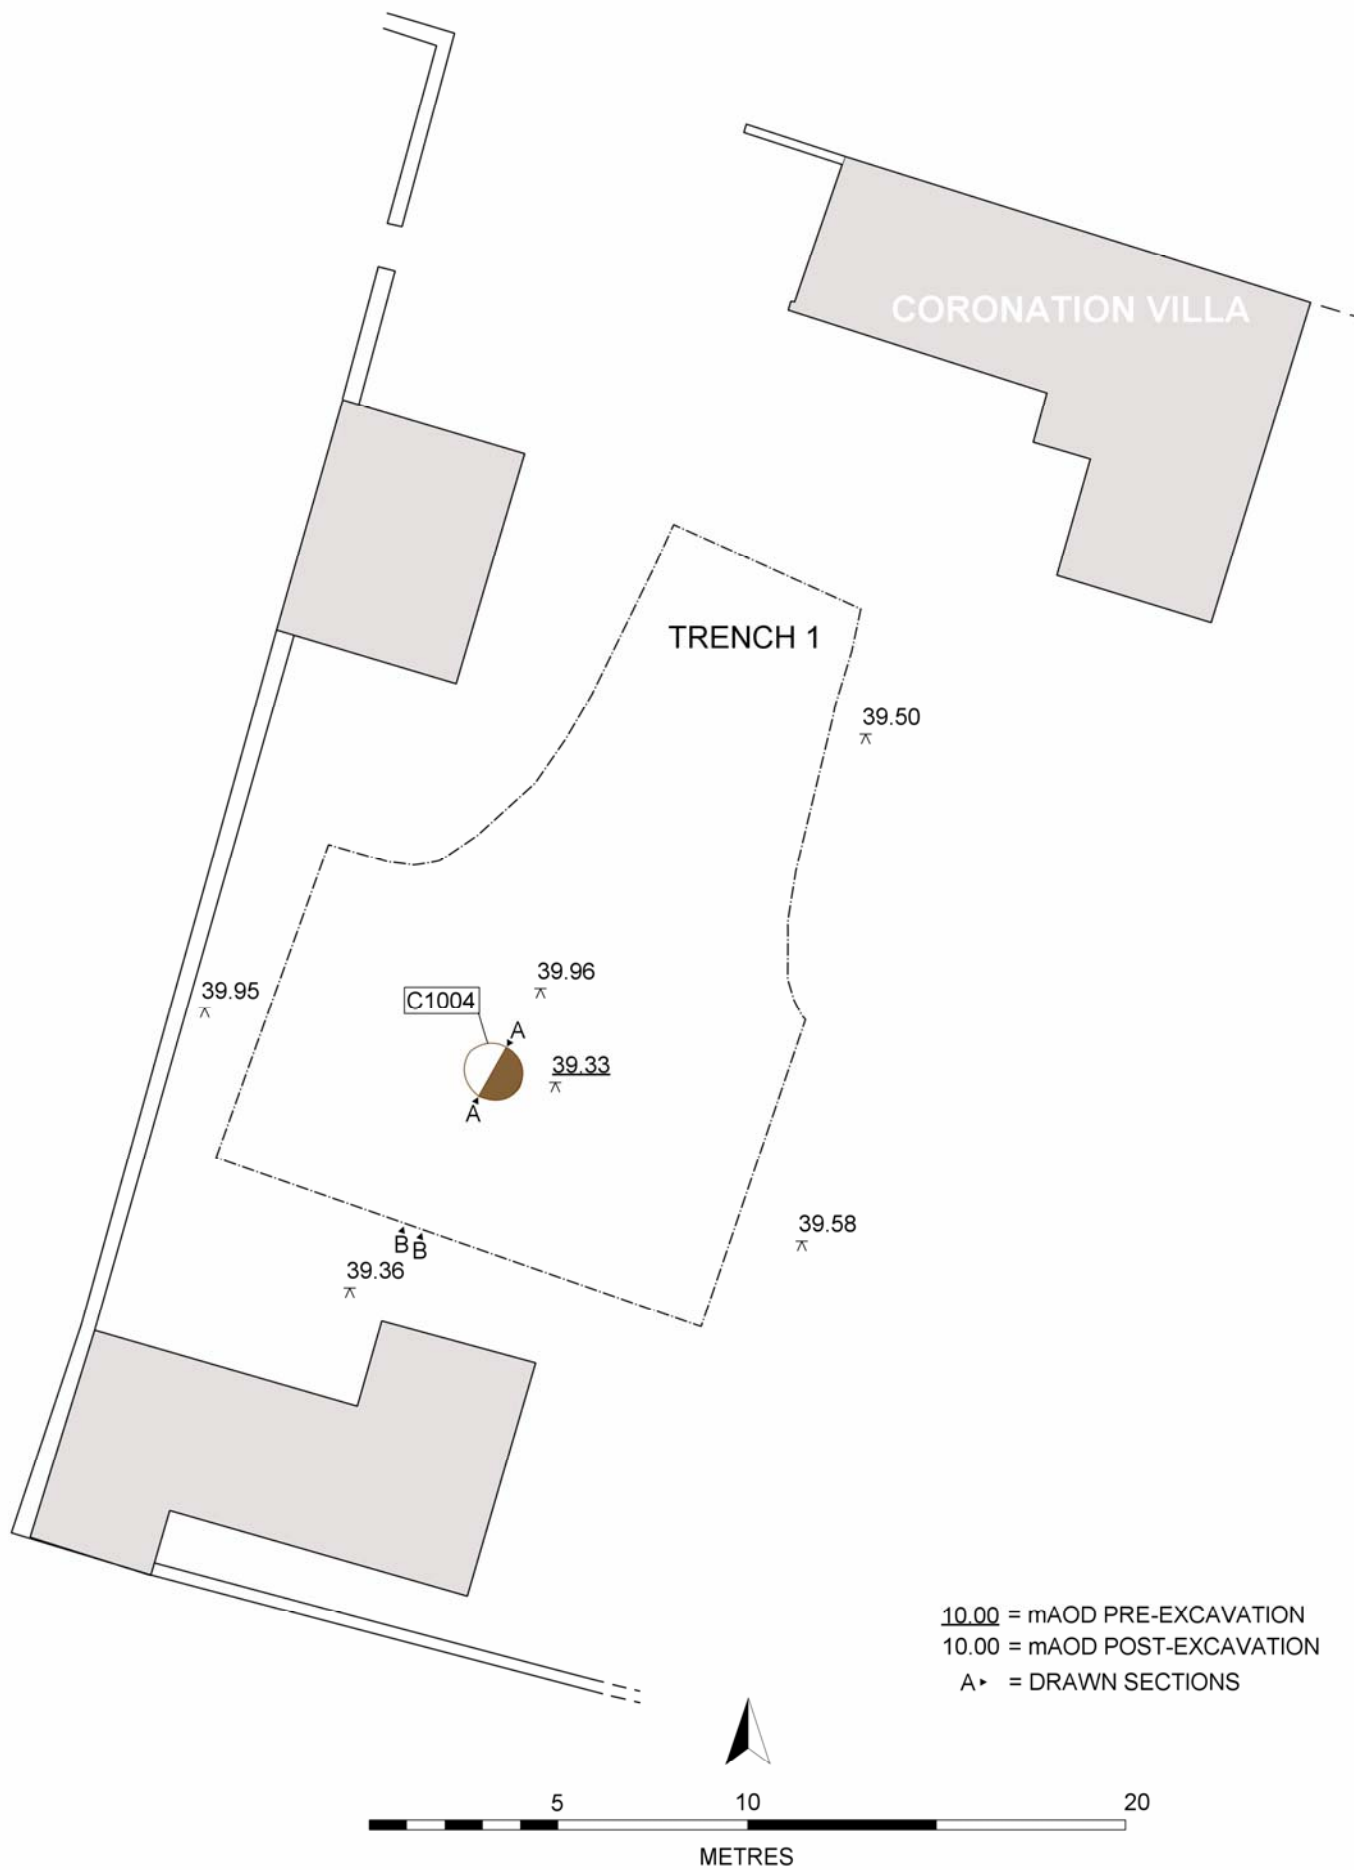 CORONATION VILLA
TRENCH 1
39.50
39.96
39.95
C1004
A
39.33
A
39.58
B B
39.36
10.00 = mAOD PRE-EXCAVATION
10.00 = mAOD POST-EXCAVATION
A = DRAWN SECTIONS
5 10 20
METRES